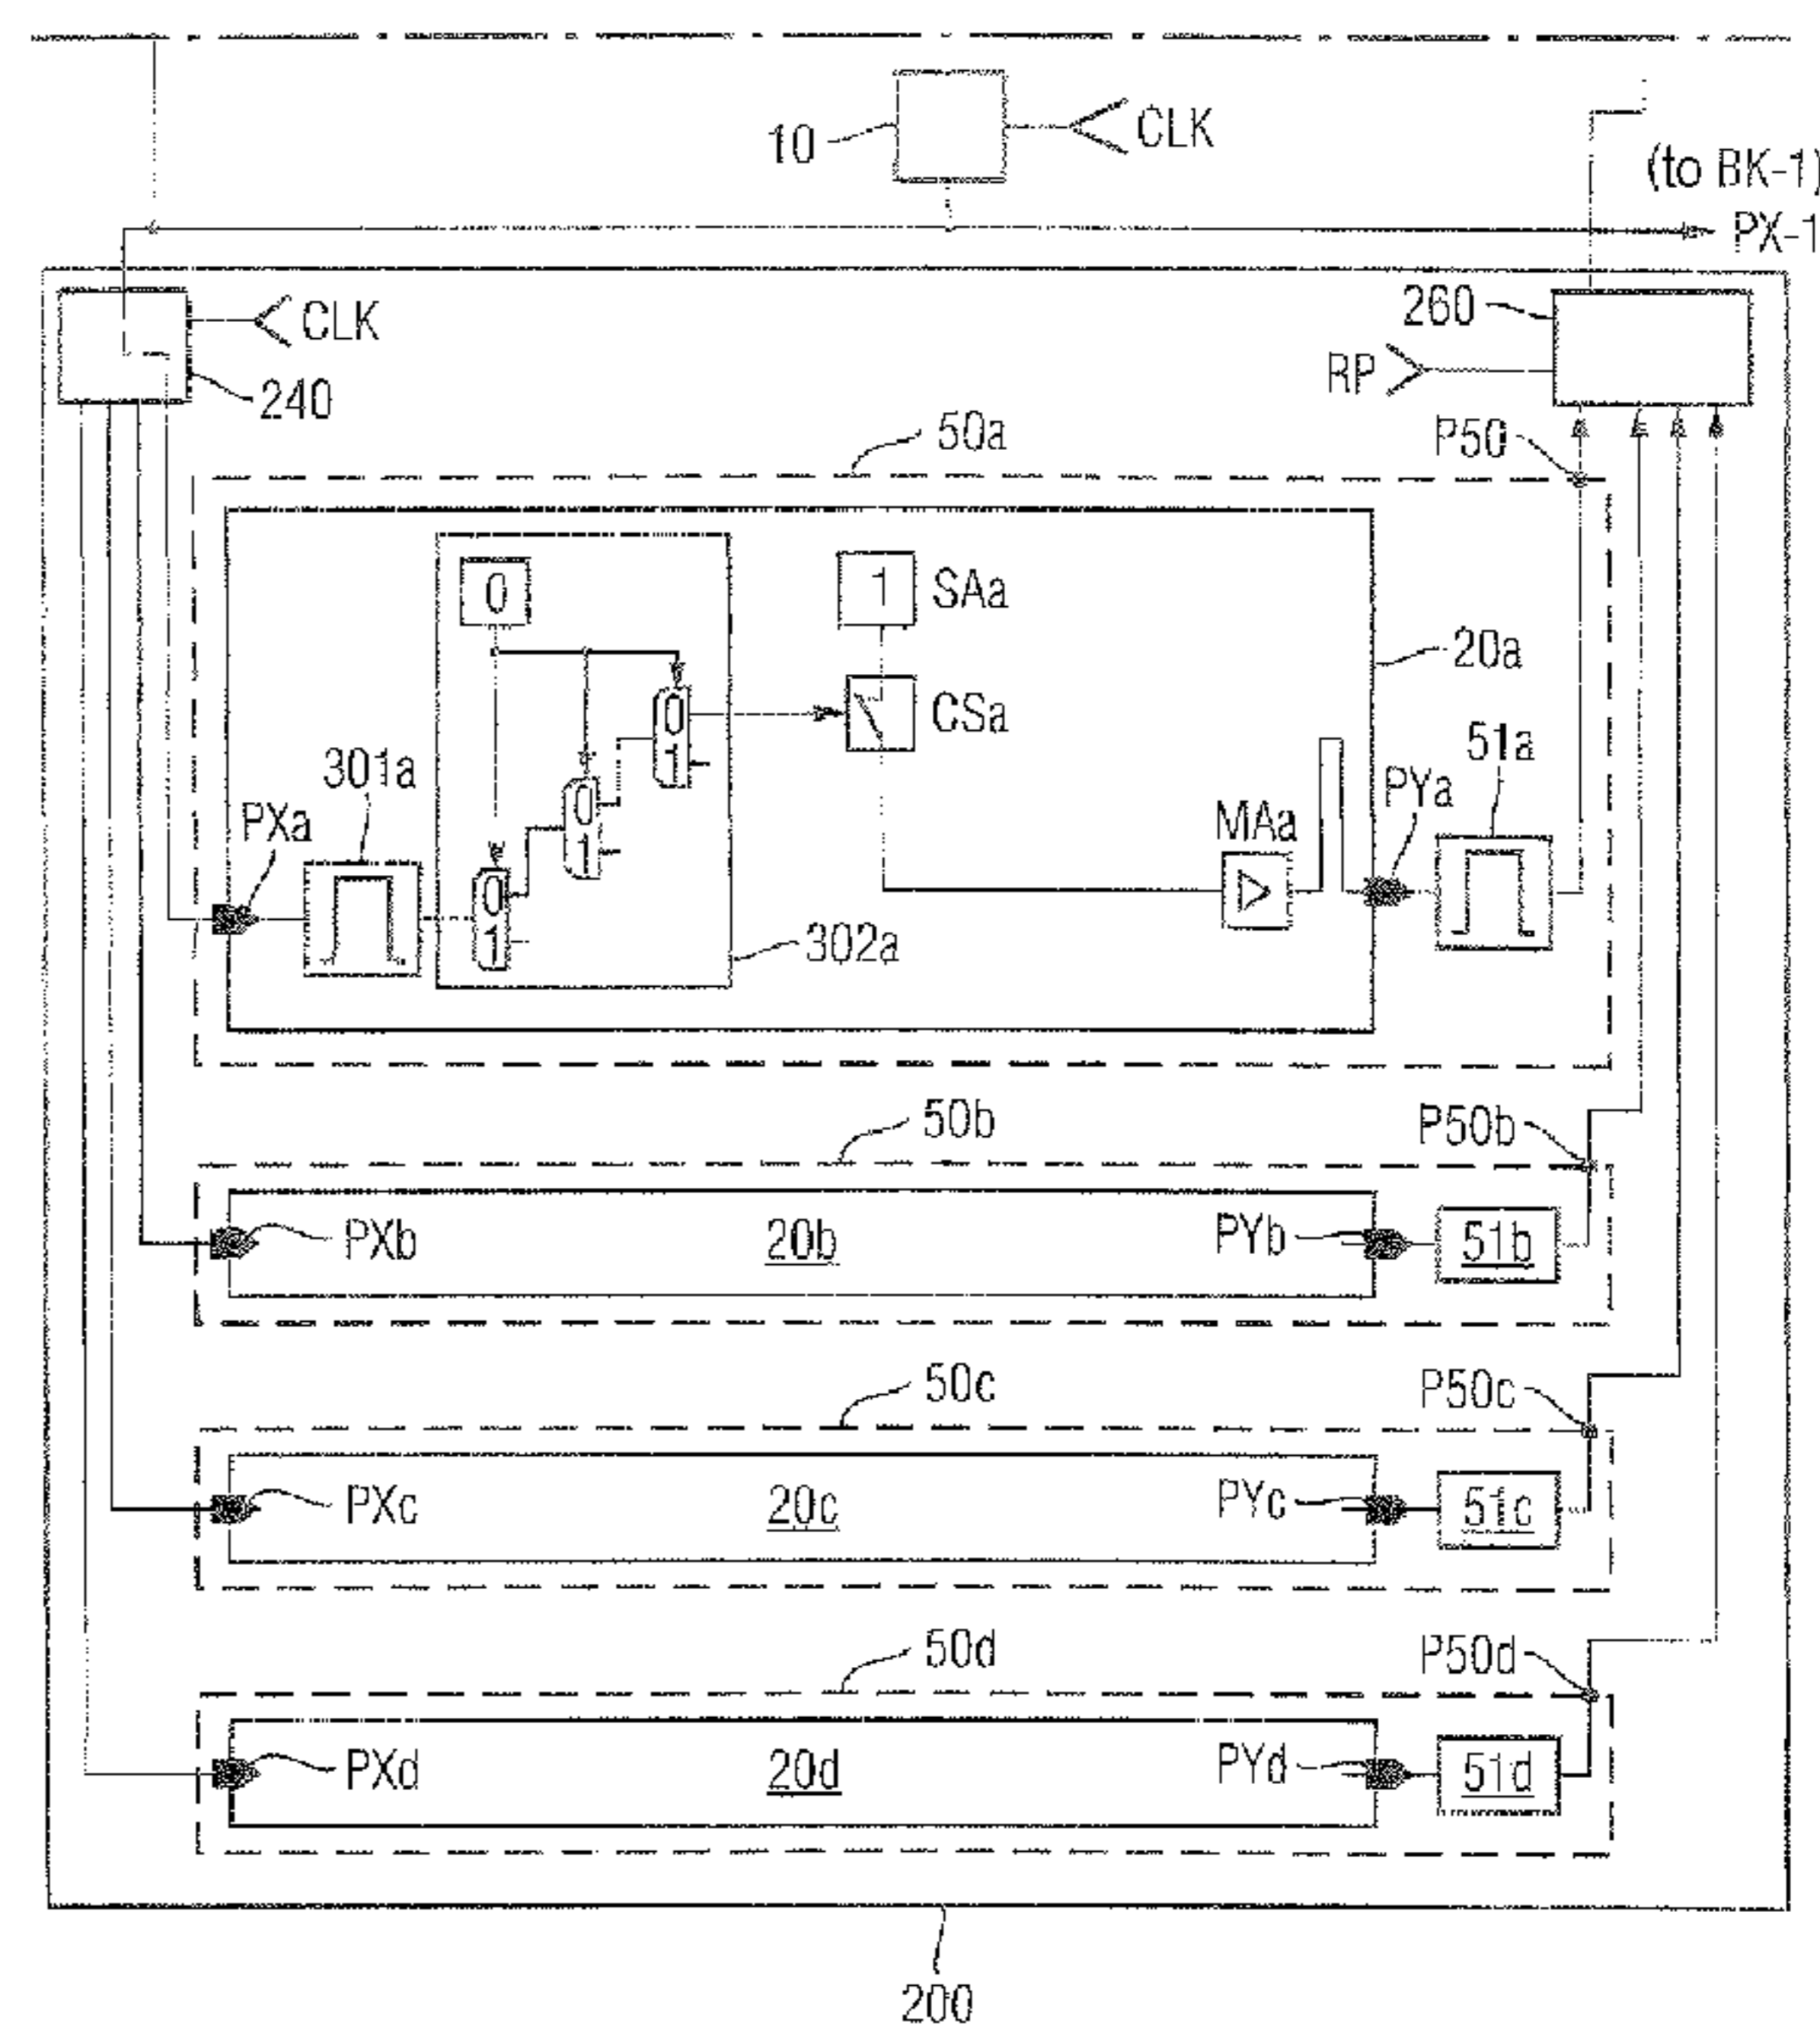 10
CLK
(to BK-1)
PX-1
CLK
260
RP
240
50a
P50
0
1
SAa
20a
0
1
CSa
51a
301a
PXa
0
1
MAa
PYa
0
1
302a
50b
P50b
PXb
20b
PYb
51b
50c
P50c
PXc
20c
PYc
51c
50d
P50d
PXd
20d
PYd
51d
200